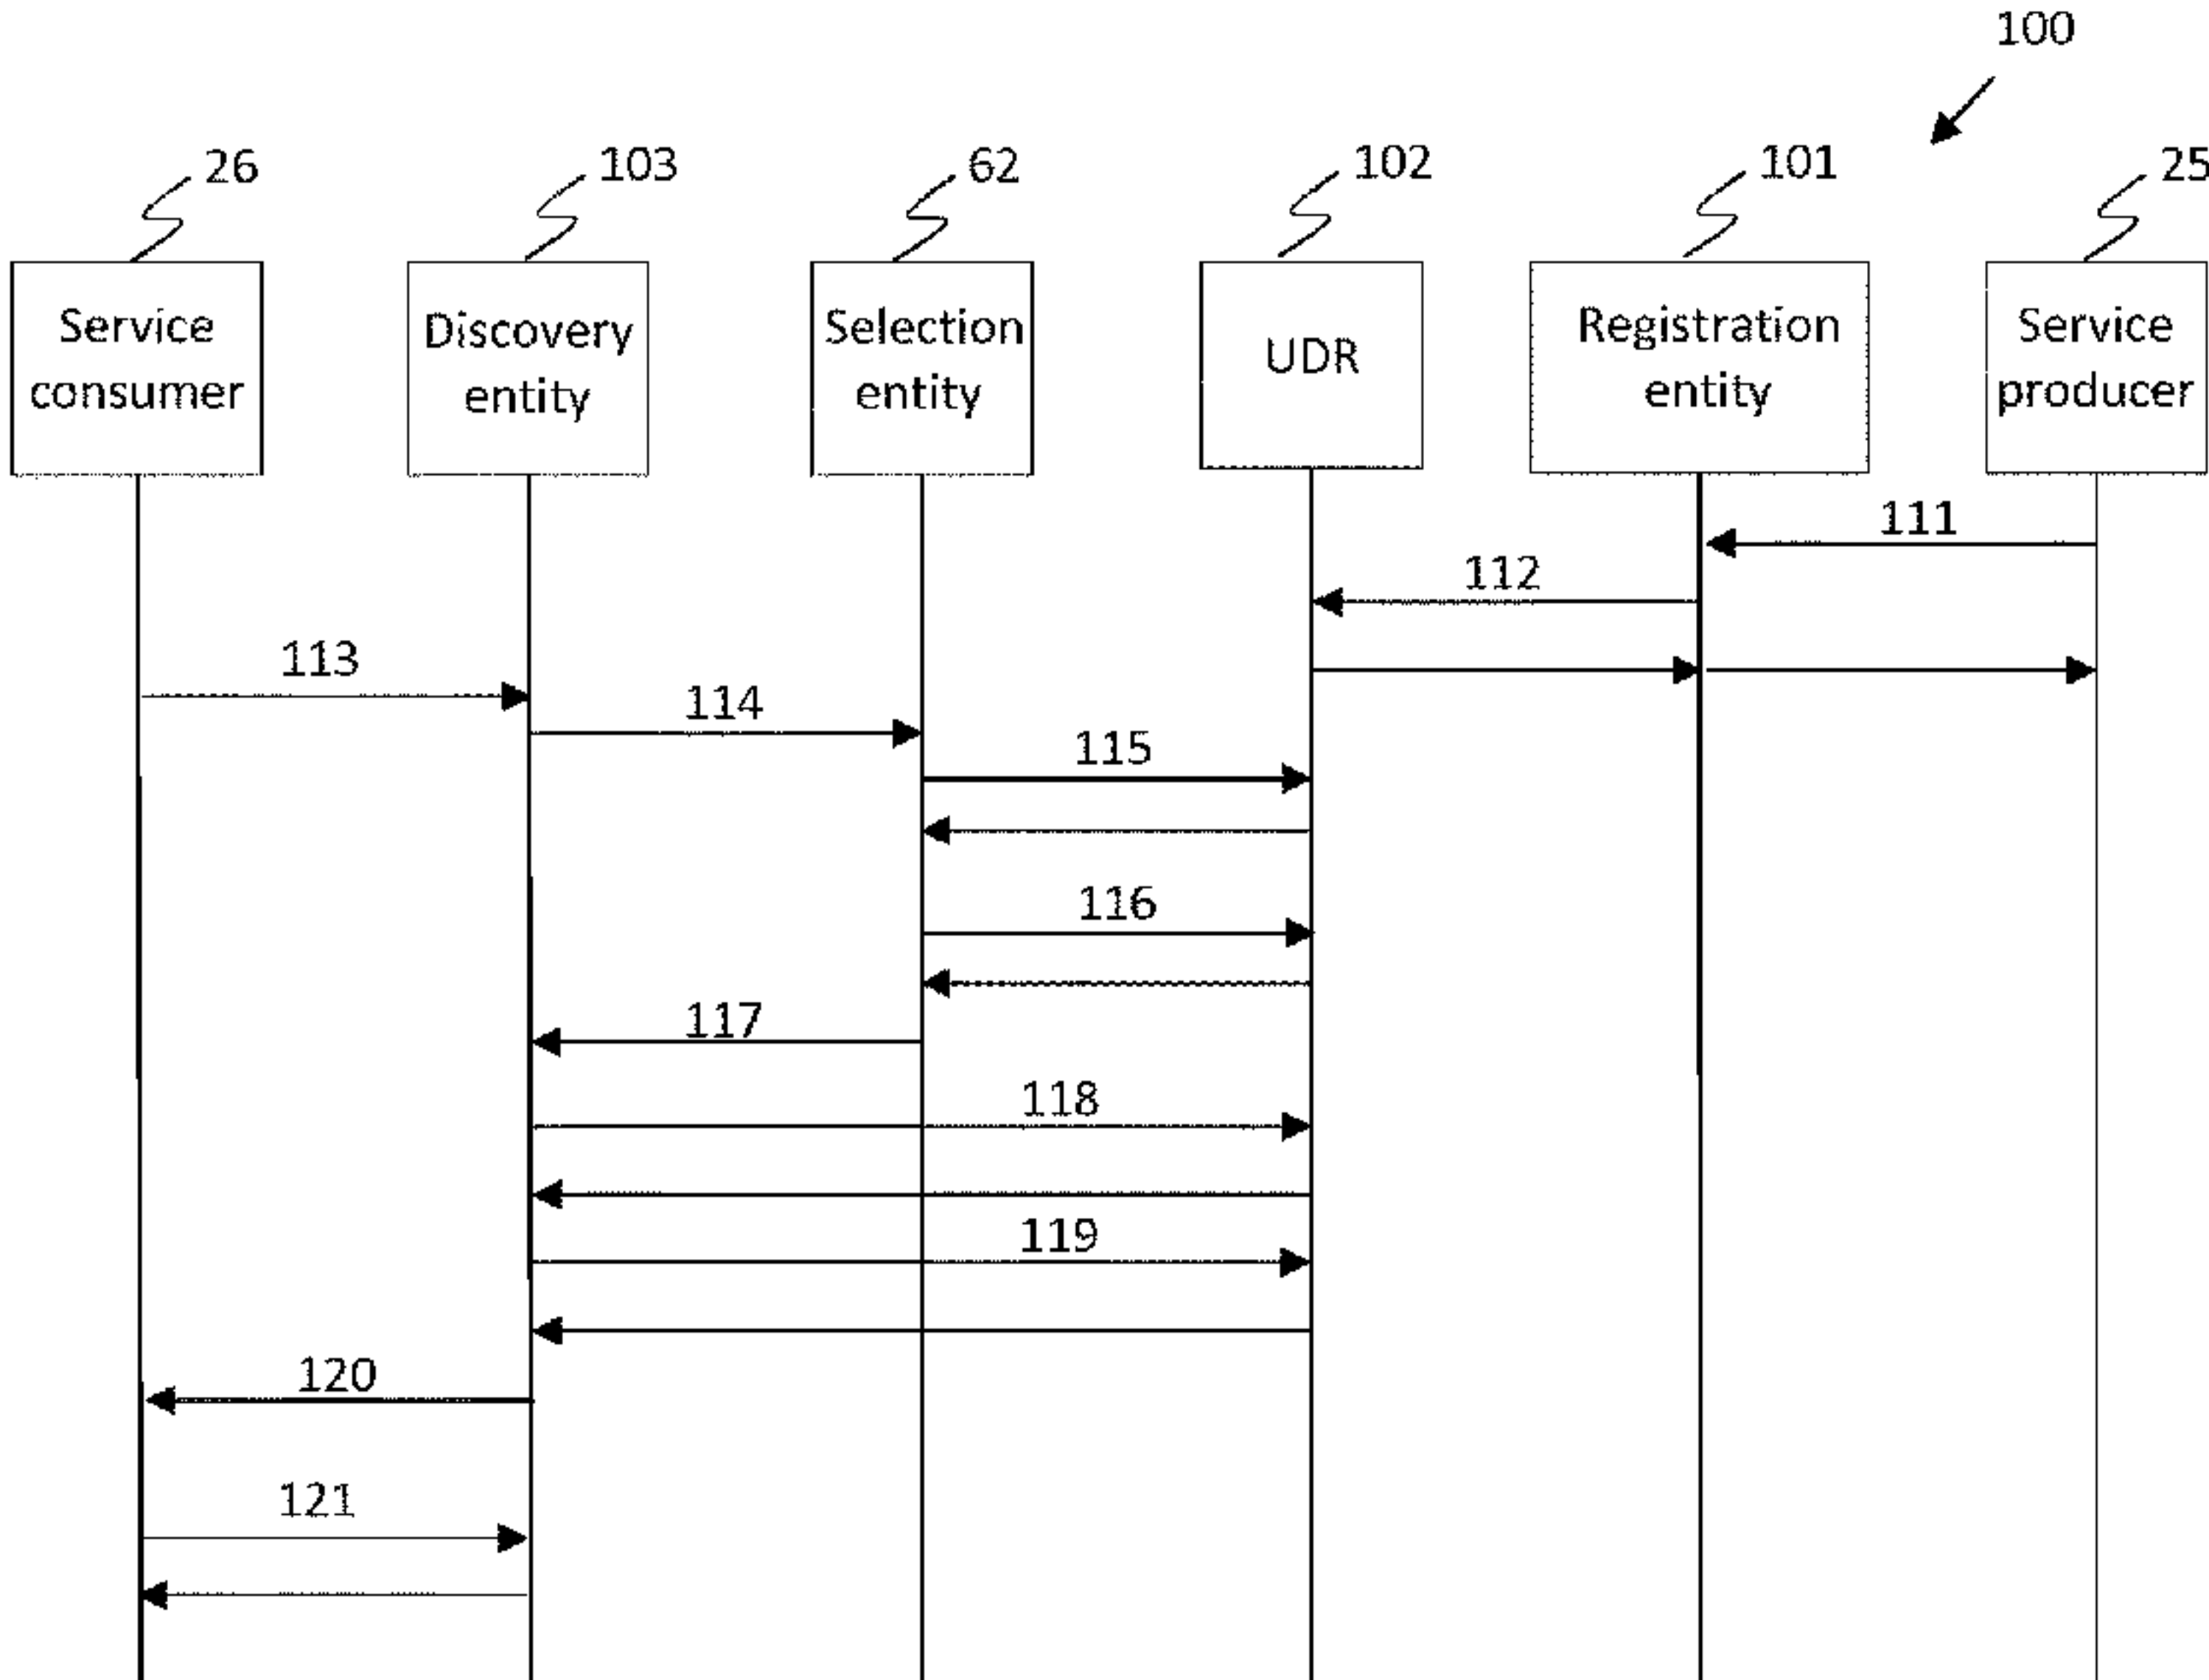 100
26
103
62
102
101
25
Service
consumer
Discovery
entity
Selection
entity
UDR
Registration
entity
Service
producer
111
112
113
114
115
116
117
118
119
120
121